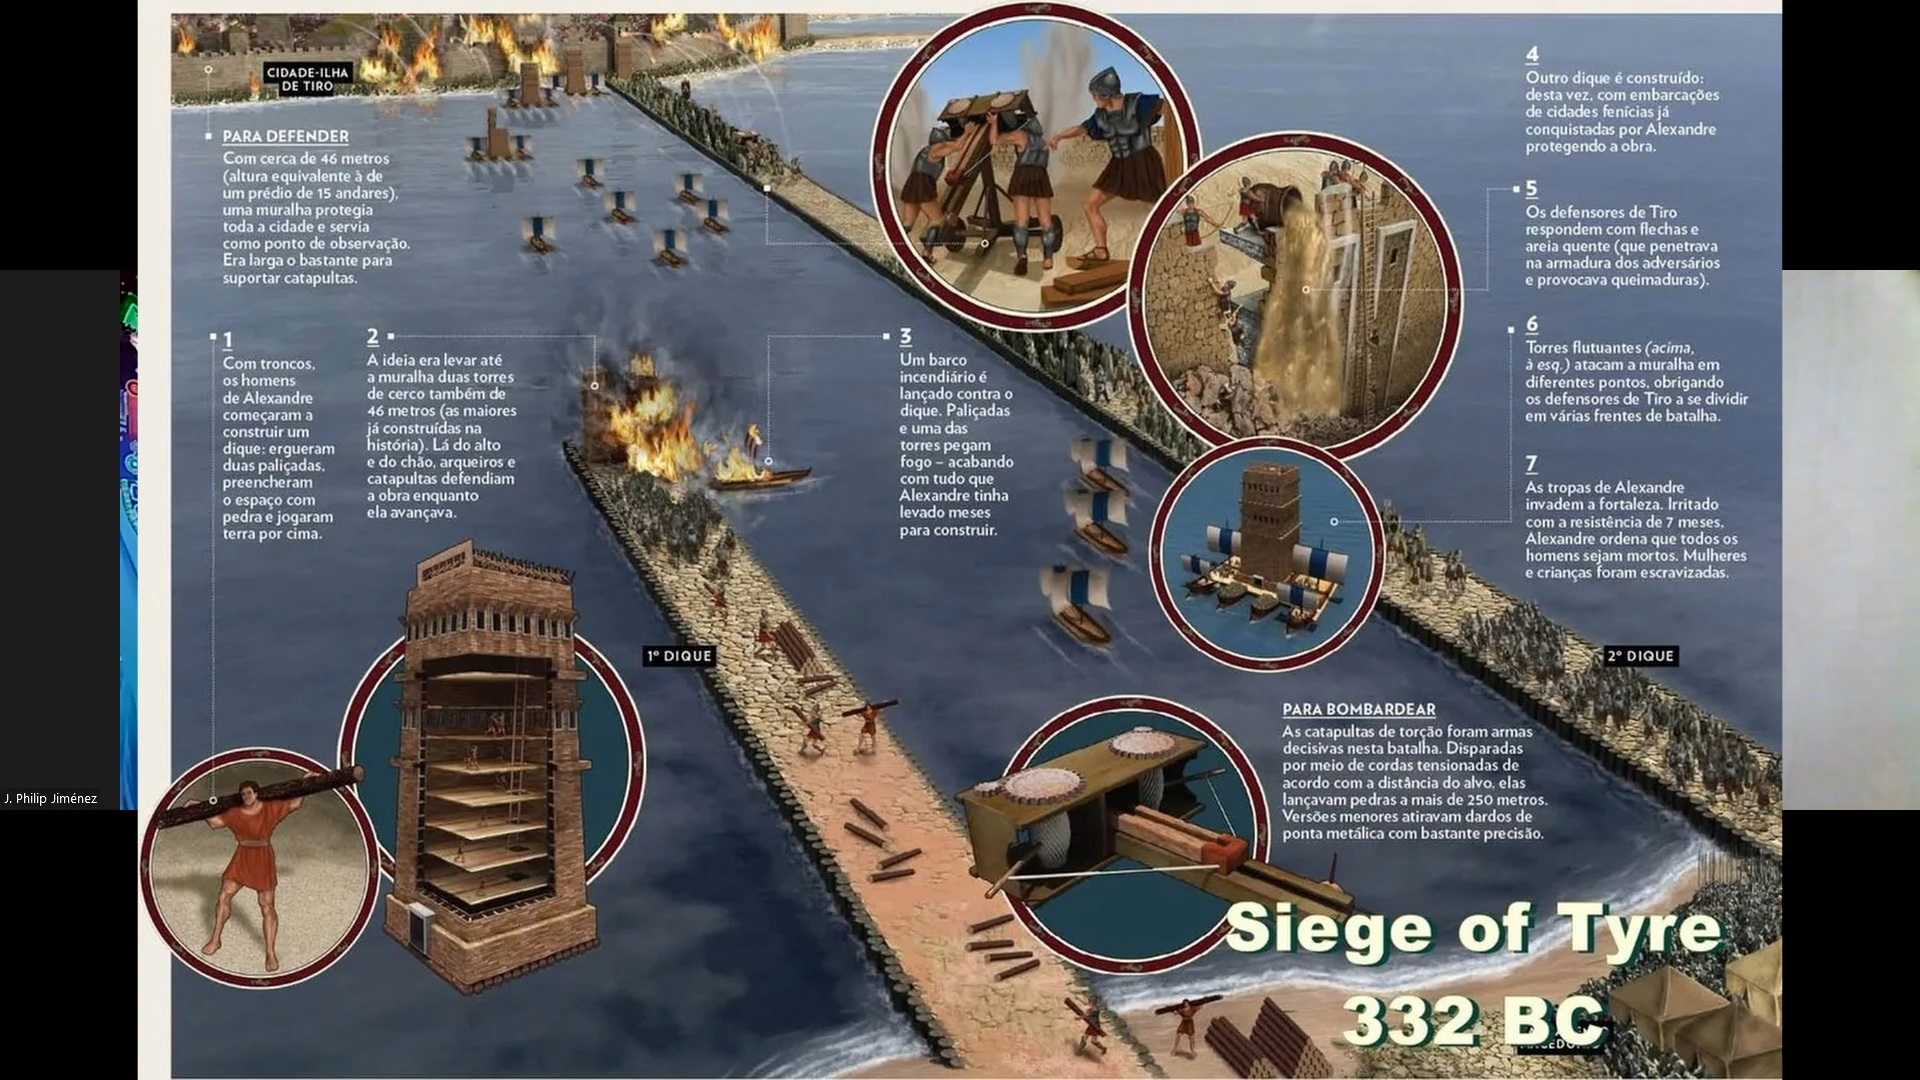 CIDADE-ILHA
DE TIRO
PARA DEFENDER
Com cerca de 46 metros
(altura equivalente à de
um prédio de 15 andares),
uma muralha protegia
toda a cidade e servia
como ponto de observação.
Era larga o bastante para
suportar catapultas.
1
Com troncos,
os homens
de Alexandre
começaram a
construir um
dique: ergueram
duas paliçadas,
preencheram
o espaço com
pedra e jogaram
terra por cima.
2
A ideia era levar até
a muralha duas torres
de cerco também de
46 metros (as maiores
já construídas na
história). Lá do alto
e do chão, arqueiros e
catapultas defendiam
a obra enquanto
ela avançava.
3
Um barco
incendiário é
lançado contra o
dique. Paliçadas
e uma das
torres pegam
fogo – acabando
com tudo que
Alexandre tinha
levado meses
para construir.
4
Outro dique é construído:
desta vez, com embarcações
de cidades fenícias já
conquistadas por Alexandre
protegendo a obra.
5
Os defensores de Tiro
respondem com flechas e
areia quente (que penetrava
na armadura dos adversários
e provocava queimaduras).
6
Torres flutuantes (acima,
à esq.) atacam a muralha em
diferentes pontos, obrigando
os defensores de Tiro a se dividir
em várias frentes de batalha.
7
As tropas de Alexandre
invadem a fortaleza. Irritado
com a resistência de 7 meses,
Alexandre ordena que todos os
homens sejam mortos. Mulheres
e crianças foram escravizadas.
1º DIQUE
2º DIQUE
PARA BOMBARDEAR
As catapultas de torção foram armas
decisivas nesta batalha. Disparadas
por meio de cordas tensionadas de
acordo com a distância do alvo, elas
lançavam pedras a mais de 250 metros.
Versões menores atiravam dardos de
ponta metálica com bastante precisão.
Siege of Tyre
332 BC
J. Philip Jiménez